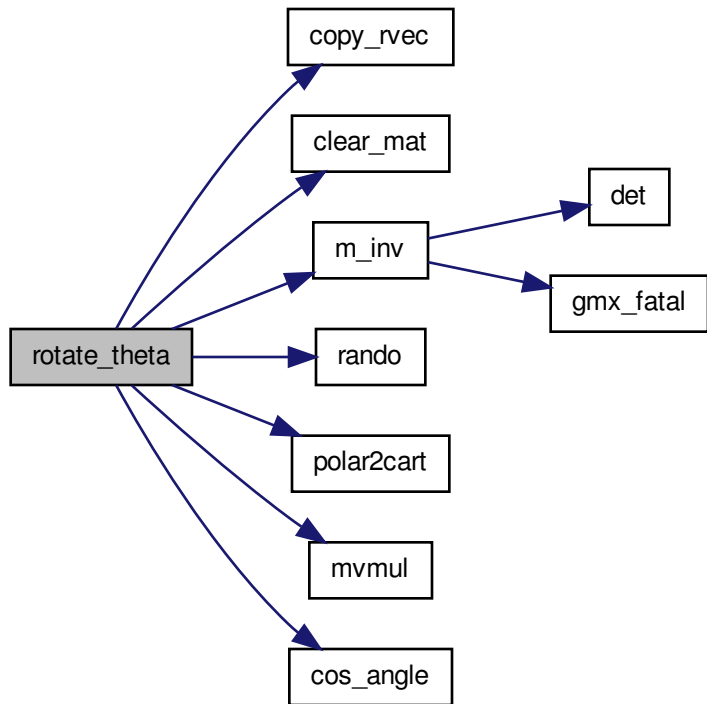 copy_rvec
clear_mat
det
m_inv
gmx_fatal
rotate_theta
rando
polar2cart
mvmul
cos_angle